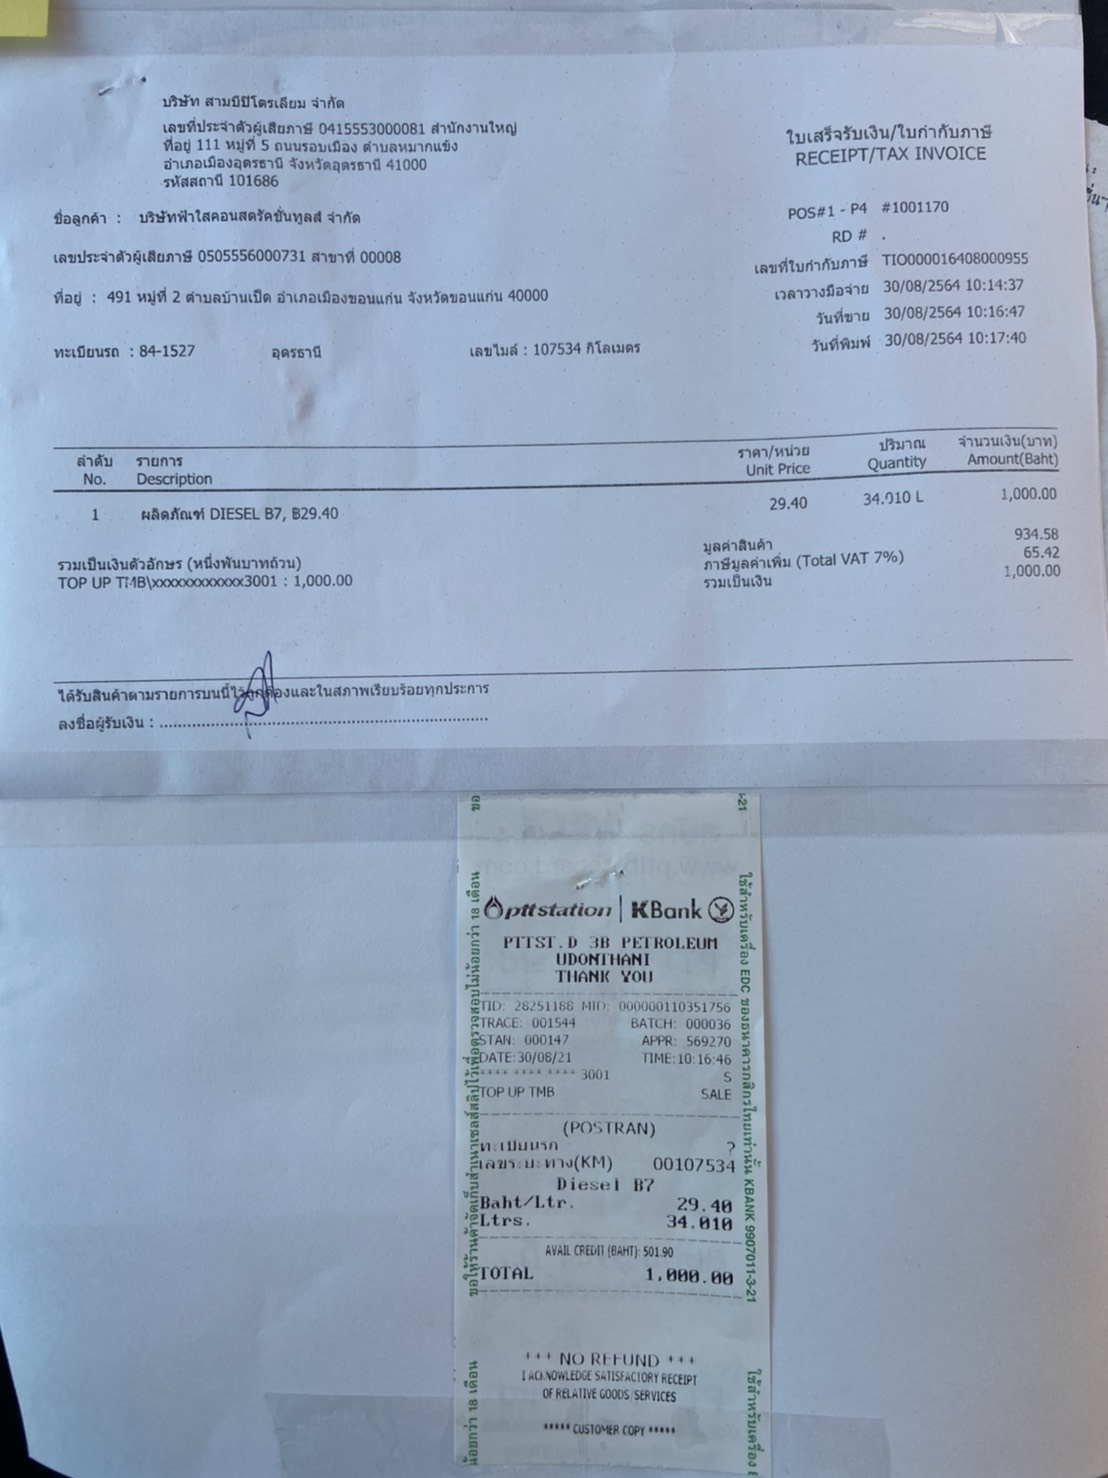 บริษัท สามบีปิโตรเลียม จำกัด
เลขที่ประจำตัวผู้เสียภาษี 0415553000081 สำนักงานใหญ่
ที่อยู่ 111 หมู่ที่ 5 ถนนรอบเมือง ตำบลหมากแข้ง
อำเภอเมืองอุดรธานี จังหวัดอุดรธานี 41000
รหัสสถานี 101686
ใบเสร็จรับเงิน/ใบกำกับภาษี
RECEIPT/TAX INVOICE
ชื่อลูกค้า : บริษัทฟ้าใสคอนสตรัคชั่นทูลส์ จำกัด
เลขประจำตัวผู้เสียภาษี 0505556000731 สาขาที่ 00008
ที่อยู่ : 491 หมู่ที่ 2 ตำบลบ้านเป็ด อำเภอเมืองขอนแก่น จังหวัดขอนแก่น 40000
ทะเบียนรถ : 84-1527 อุดรธานี เลขไมล์ : 107534 กิโลเมตร
POS#1 - P4 #1001170
RD # .
เลขที่ใบกำกับภาษี TIO000016408000955
เวลาวางมือจ่าย 30/08/2564 10:14:37
วันที่ขาย 30/08/2564 10:16:47
วันที่พิมพ์ 30/08/2564 10:17:40
ลำดับ รายการ ราคา/หน่วย ปริมาณ จำนวนเงิน(บาท)
No. Description Unit Price Quantity Amount(Baht)
1 ผลิตภัณฑ์ DIESEL B7, ฿29.40 29.40 34.010 L 1,000.00
มูลค่าสินค้า 934.58
รวมเป็นเงินตัวอักษร (หนึ่งพันบาทถ้วน) ภาษีมูลค่าเพิ่ม (Total VAT 7%) 65.42
TOP UP TMB\xxxxxxxxxxxx3001 : 1,000.00 รวมเป็นเงิน 1,000.00
ได้รับสินค้าตามรายการบนนี้ไว้ถูกต้องและในสภาพเรียบร้อยทุกประการ
ลงชื่อผู้รับเงิน :
pttstation | KBank
PTTST.D 3B PETROLEUM
UDONTHANI
THANK YOU
TID: 28251188 MID: 000000110351756
TRACE: 001544 BATCH: 000036
STAN: 000147 APPR: 569270
DATE:30/08/21 TIME:10:16:46
**** **** **** 3001 S
TOP UP TMB SALE
(POSTRAN)
ทะเบียนรถ ?
เลขระยะทาง(KM) 00107534
Diesel B7
Baht/Ltr. 29.40
Ltrs. 34.010
AVAIL CREDIT (BAHT): 501.90
TOTAL 1,000.00
+++ NO REFUND +++
I ACKNOWLEDGE SATISFACTORY RECEIPT
OF RELATIVE GOODS/SERVICES
***** CUSTOMER COPY *****
ใช้สำหรับเครื่อง EDC ของธนาคารกสิกรไทยเท่านั้น KBANK 9907011-3-21
ใช้สำหรับเครื่อง